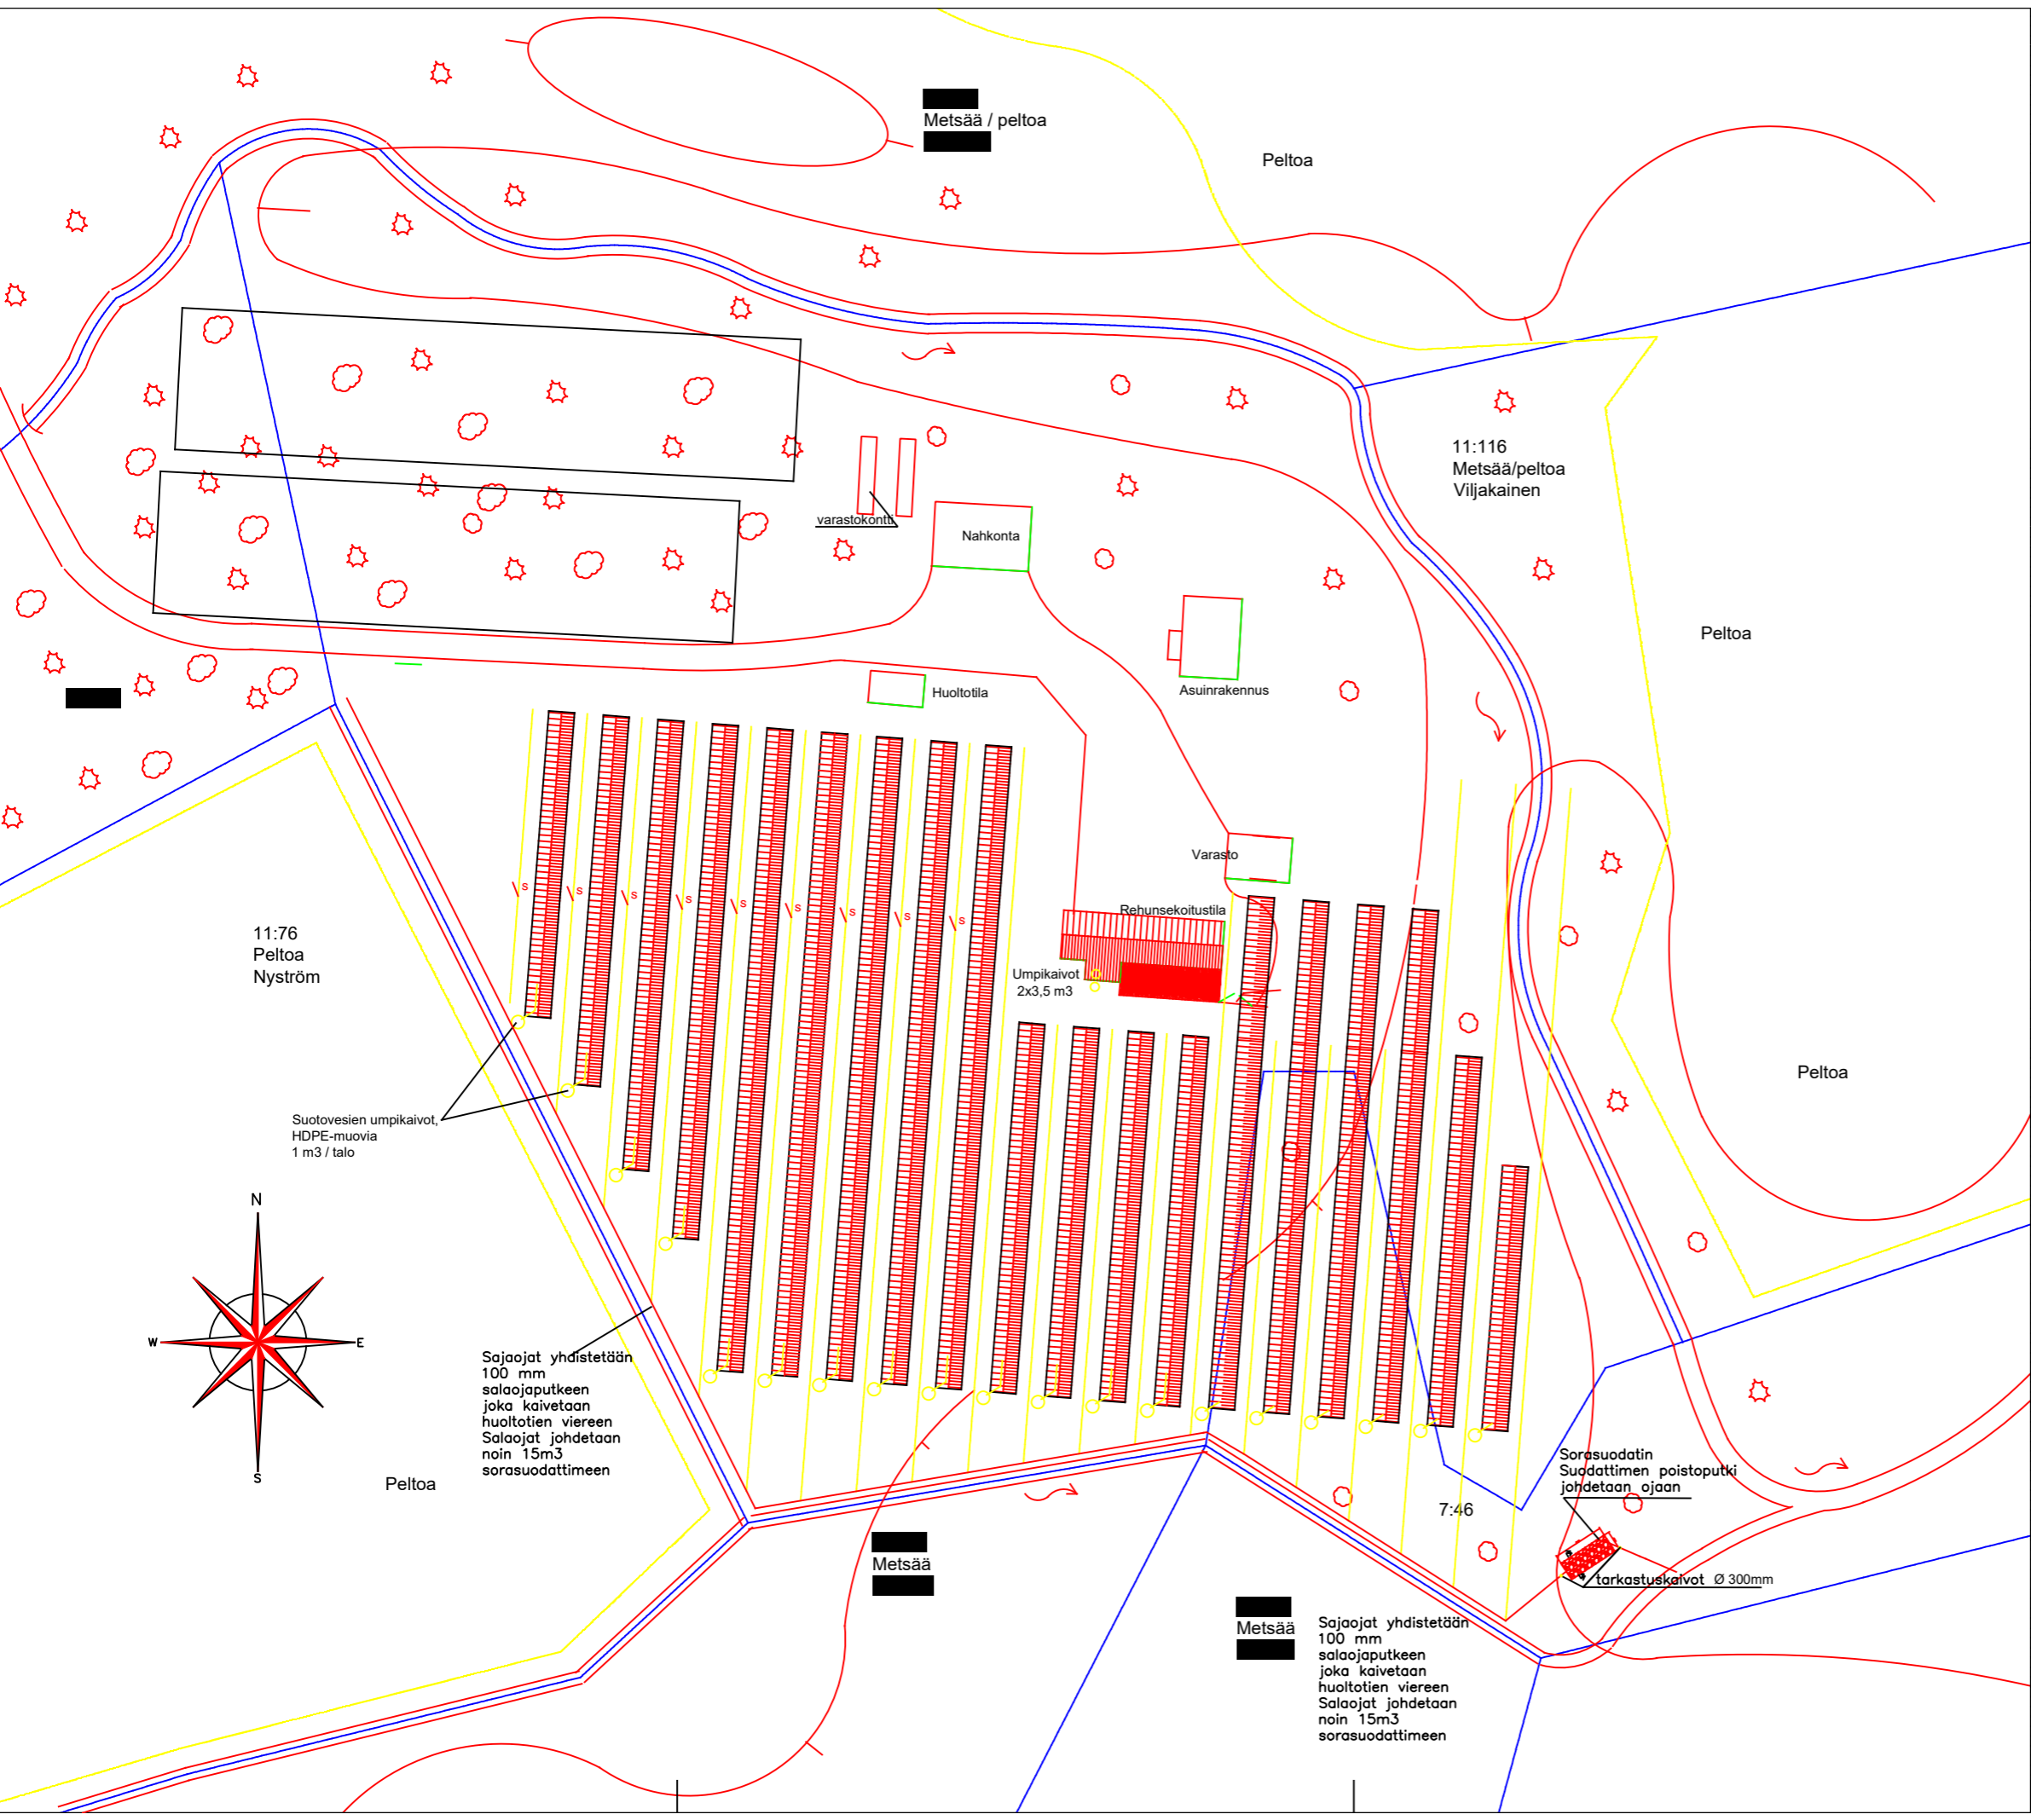 Metsää / peltoa
Peltoa
11:116
Metsää/peltoa
Viljakainen
varastokontti
Nahkonta
Peltoa
Asuinrakennus
Huoltotila
Varasto
s
s
s
s
s
s
s
s
s
Rehunsekoitustila
11:76
Peltoa
Nyström
Umpikaivot
2x3,5 m3
Peltoa
Suotovesien umpikaivot,
HDPE-muovia
1 m3 / talo
N
W
E
S
Sajaojat yhdistetään
100 mm
salaojaputkeen
joka kaivetaan
huoltotien viereen
Salaojat johdetaan
noin 15m3
sorasuodattimeen
Peltoa
Sorasuodatin
Suodattimen poistoputki
johdetaan ojaan
7:46
Metsää
tarkastuskaivot Ø 300mm
Metsää
Sajaojat yhdistetään
100 mm
salaojaputkeen
joka kaivetaan
huoltotien viereen
Salaojat johdetaan
noin 15m3
sorasuodattimeen